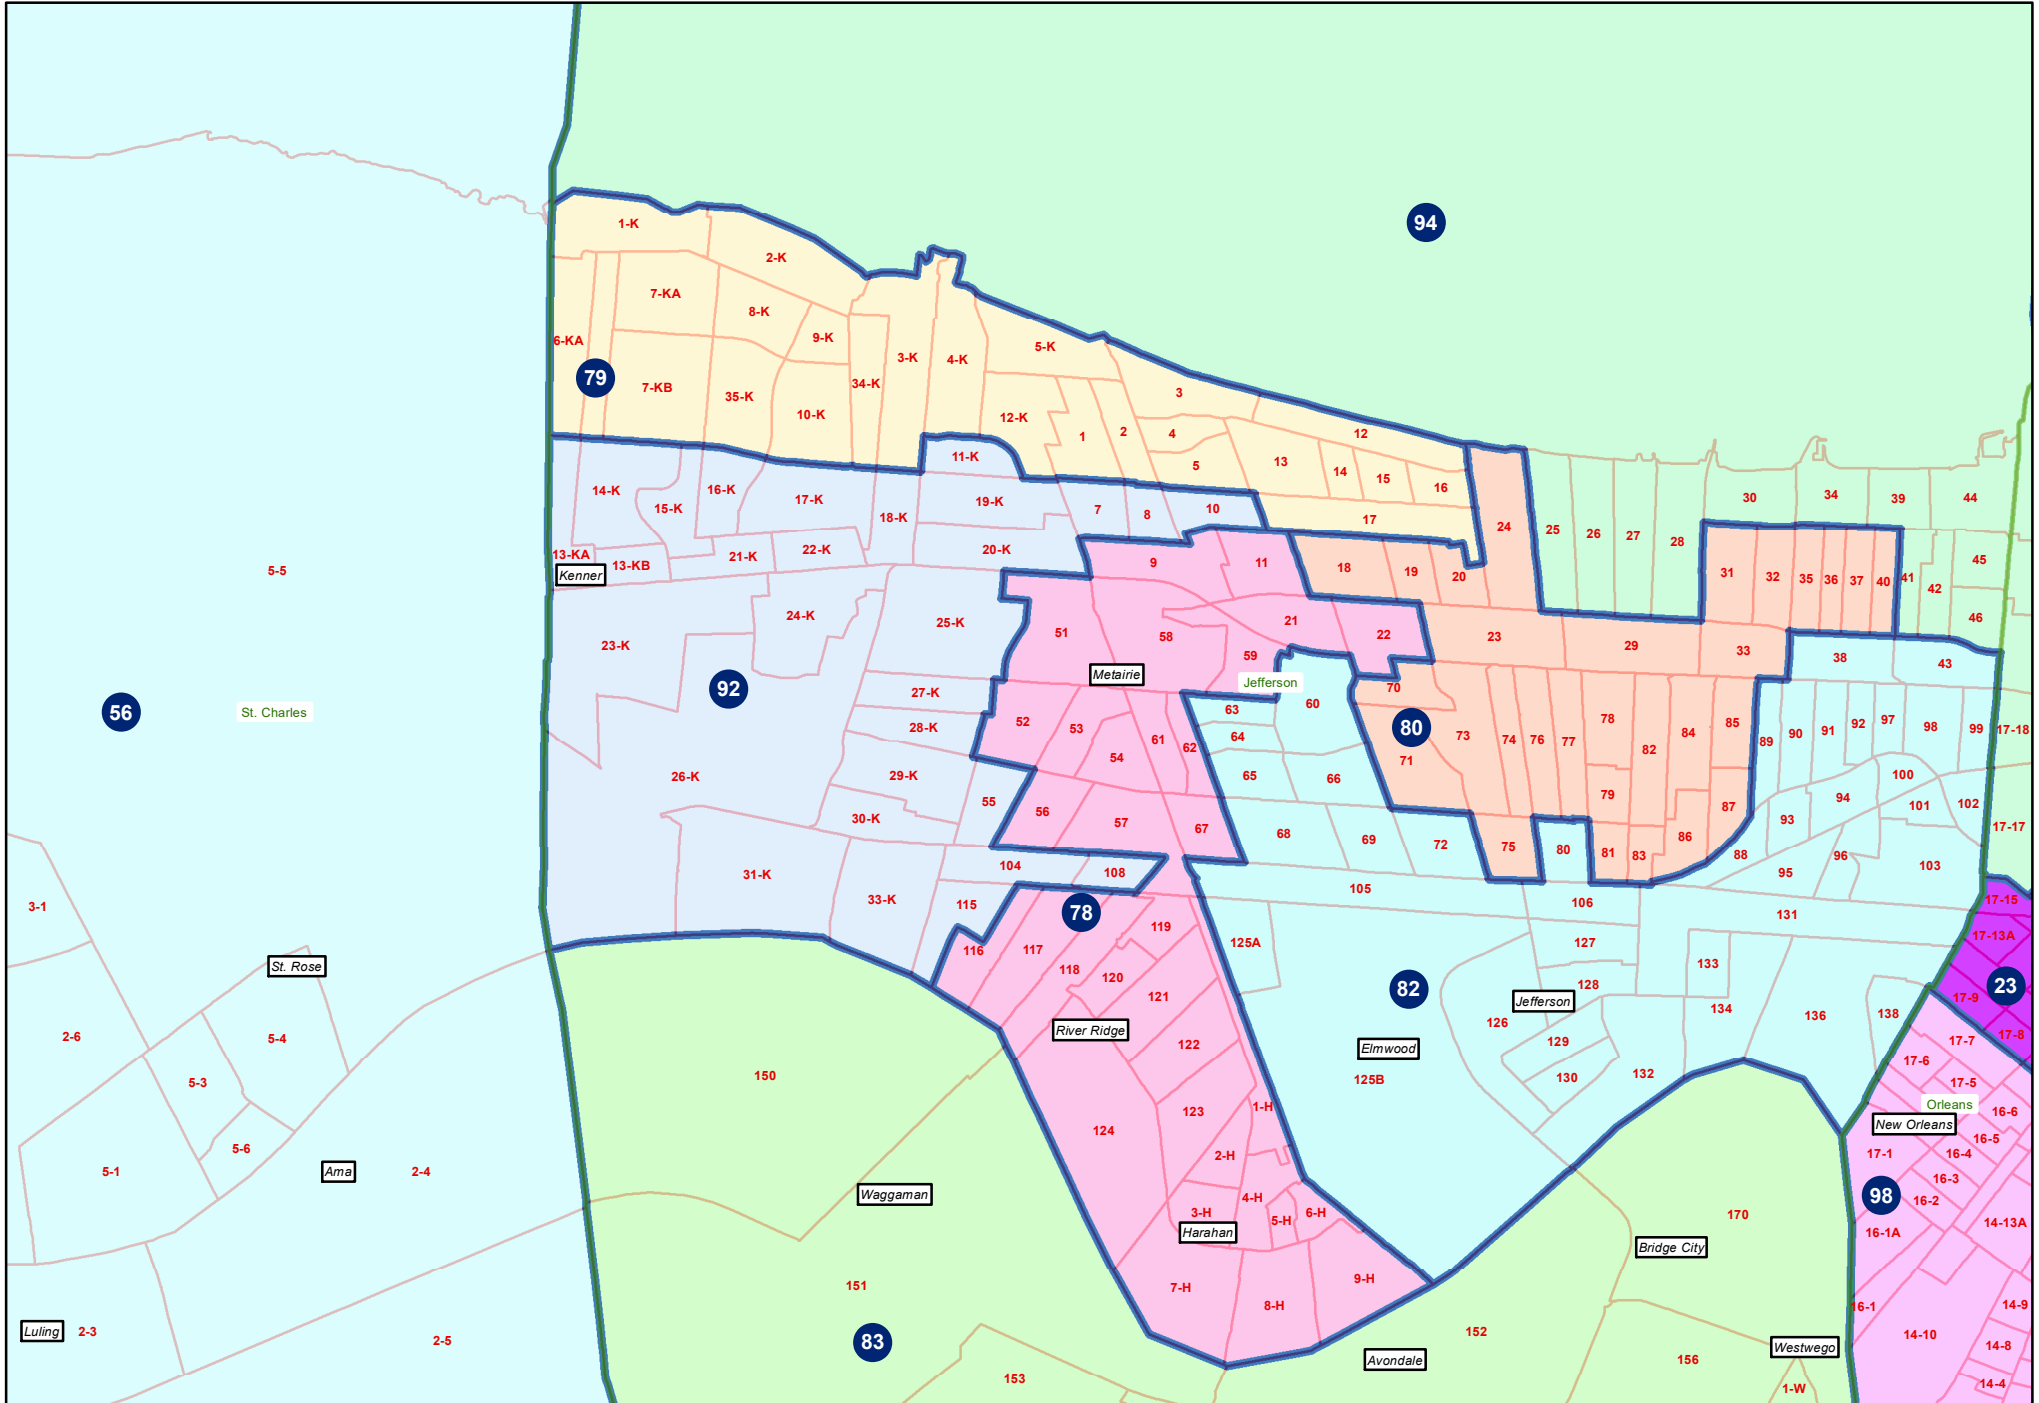 94
1-K
2-K
7-KA
8-K
9-K
6-KA
3-K
4-K
5-K
79
7-KB
34-K
35-K
10-K
12-K
3
1
2
4
12
5
13
14
15
16
11-K
17
14-K
16-K
17-K
15-K
18-K
19-K
7
8
10
24
25
26
27
28
30
34
39
44
13-KA
13-KB
21-K
22-K
20-K
Kenner
9
11
18
19
20
31
32
35
36
37
40
41
42
45
46
5-5
23-K
24-K
25-K
51
58
21
22
23
29
33
38
43
59
Metairie
Jefferson
56
St. Charles
92
27-K
28-K
52
53
54
61
62
63
64
60
70
80
71
73
74
76
77
78
82
84
85
89
90
91
92
97
98
99
17-18
26-K
29-K
55
65
66
79
87
100
94
101
102
30-K
56
57
67
68
69
72
75
80
81
83
86
88
93
95
96
103
17-17
31-K
33-K
104
108
105
106
131
115
78
116
117
118
119
120
121
125A
127
128
133
134
136
138
17-15
17-13A
17-9
23
17-8
3-1
St. Rose
2-6
5-4
5-3
5-6
5-1
Ama
2-4
150
River Ridge
122
123
124
82
Jefferson
126
Elmwood
129
130
132
125B
17-7
17-6
17-5
Orleans
16-6
New Orleans
16-5
17-1
16-4
16-3
98
16-2
16-1A
14-13A
1-H
2-H
3-H
4-H
5-H
6-H
Harahan
Waggaman
170
Bridge City
151
7-H
8-H
9-H
16-1
14-9
Luling
2-3
2-5
83
152
14-10
Westwego
14-8
Avondale
156
153
1-W
14-4